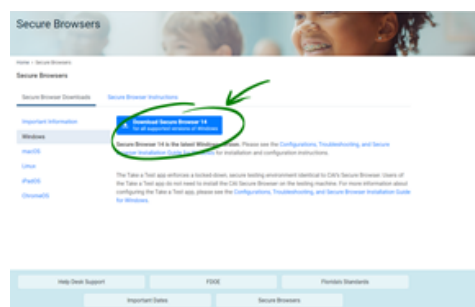 Secure Browsers
Home > Secure Browsers
Secure Browsers
Secure Browser Downloads
Secure Browser Instructions
Important Information
Windows
macOS
Linux
iPadOS
ChromeOS
Download Secure Browser 14
for all supported versions of Windows
Secure Browser 14 is the latest Windows version. Please see the Configurations, Troubleshooting, and Secure
Browser Installation Guide for Windows for installation and configuration instructions.
The Take a Test app enforces a locked-down, secure testing environment identical to CAI's Secure Browser. Users of
the Take a Test app do not need to install the CAI Secure Browser on the testing machine. For more information about
configuring the Take a Test app, please see the Configurations, Troubleshooting, and Secure Browser Installation Guide
for Windows.
Help Desk Support
FDOE
Florida's Standards
Important Dates
Secure Browsers